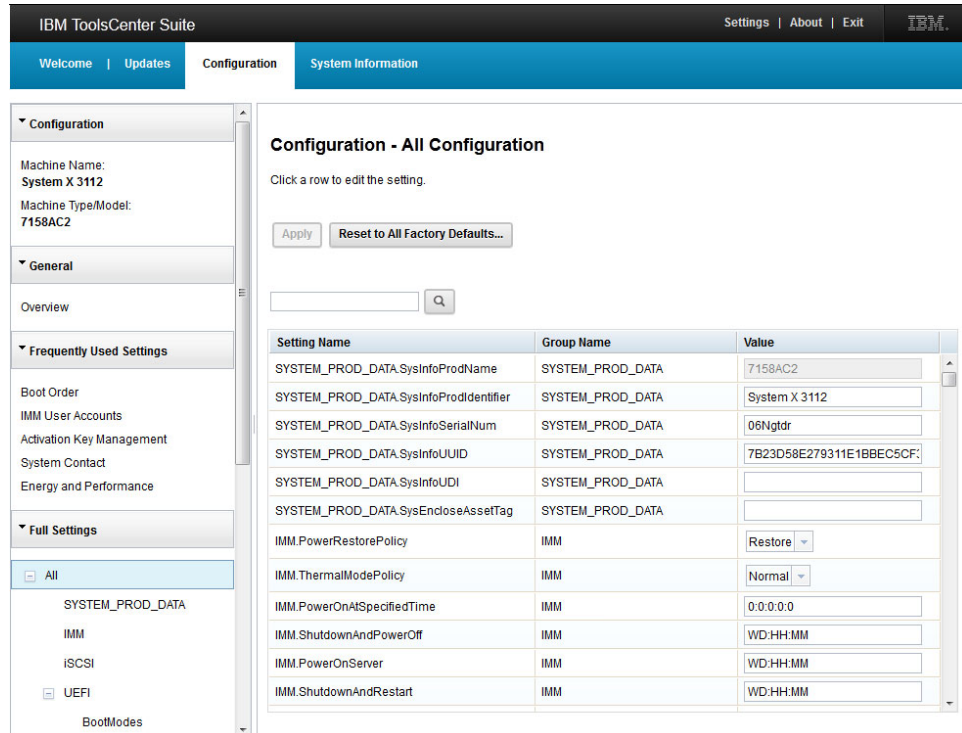 IBM ToolsCenter Suite
Settings | About | Exit
IBM.
Welcome | Updates
Configuration
System Information
Configuration
Machine Name:
System X 3112
Machine Type/Model:
7158AC2
General
Overview
Frequently Used Settings
Boot Order
IMM User Accounts
Activation Key Management
System Contact
Energy and Performance
Full Settings
All
SYSTEM_PROD_DATA
IMM
iSCSI
UEFI
BootModes
Configuration - All Configuration
Click a row to edit the setting.
Apply
Reset to All Factory Defaults...
Setting Name Group Name Value
SYSTEM_PROD_DATA.SysInfoProdName SYSTEM_PROD_DATA 7158AC2
SYSTEM_PROD_DATA.SysInfoProdIdentifier SYSTEM_PROD_DATA System X 3112
SYSTEM_PROD_DATA.SysInfoSerialNum SYSTEM_PROD_DATA 06Ngtdr
SYSTEM_PROD_DATA.SysInfoUUID SYSTEM_PROD_DATA 7B23D58E279311E1BBEC5CF3
SYSTEM_PROD_DATA.SysInfoUDI SYSTEM_PROD_DATA
SYSTEM_PROD_DATA.SysEncloseAssetTag SYSTEM_PROD_DATA
IMM.PowerRestorePolicy IMM Restore
IMM.ThermalModePolicy IMM Normal
IMM.PowerOnAtSpecifiedTime IMM 0:0:0:0:0
IMM.ShutdownAndPowerOff IMM WD:HH:MM
IMM.PowerOnServer IMM WD:HH:MM
IMM.ShutdownAndRestart IMM WD:HH:MM